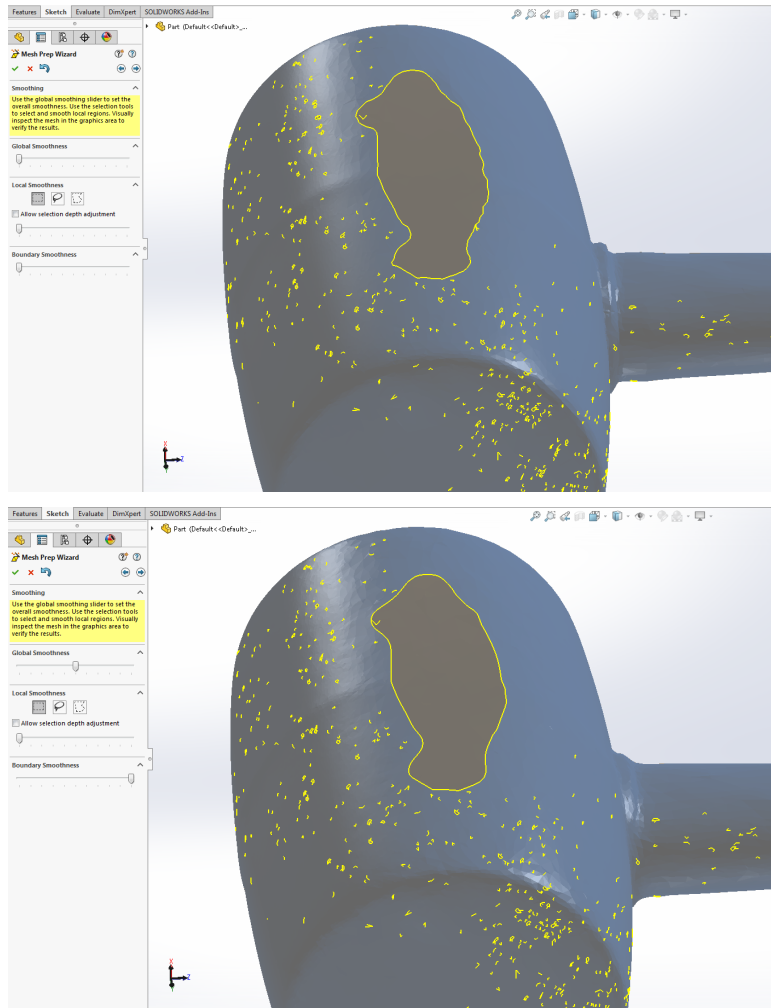 Features Sketch Evaluate DimXpert SOLIDWORKS Add-Ins
Part (Default<<Default>_...
Mesh Prep Wizard
Smoothing
Use the global smoothing slider to set the
overall smoothness. Use the selection tools
to select and smooth local regions. Visually
inspect the mesh in the graphics area to
verify the results.
Global Smoothness
Local Smoothness
Allow selection depth adjustment
Boundary Smoothness
X
Z
Y
Features Sketch Evaluate DimXpert SOLIDWORKS Add-Ins
Part (Default<<Default>_...
Mesh Prep Wizard
Smoothing
Use the global smoothing slider to set the
overall smoothness. Use the selection tools
to select and smooth local regions. Visually
inspect the mesh in the graphics area to
verify the results.
Global Smoothness
Local Smoothness
Allow selection depth adjustment
Boundary Smoothness
X
Z
Y